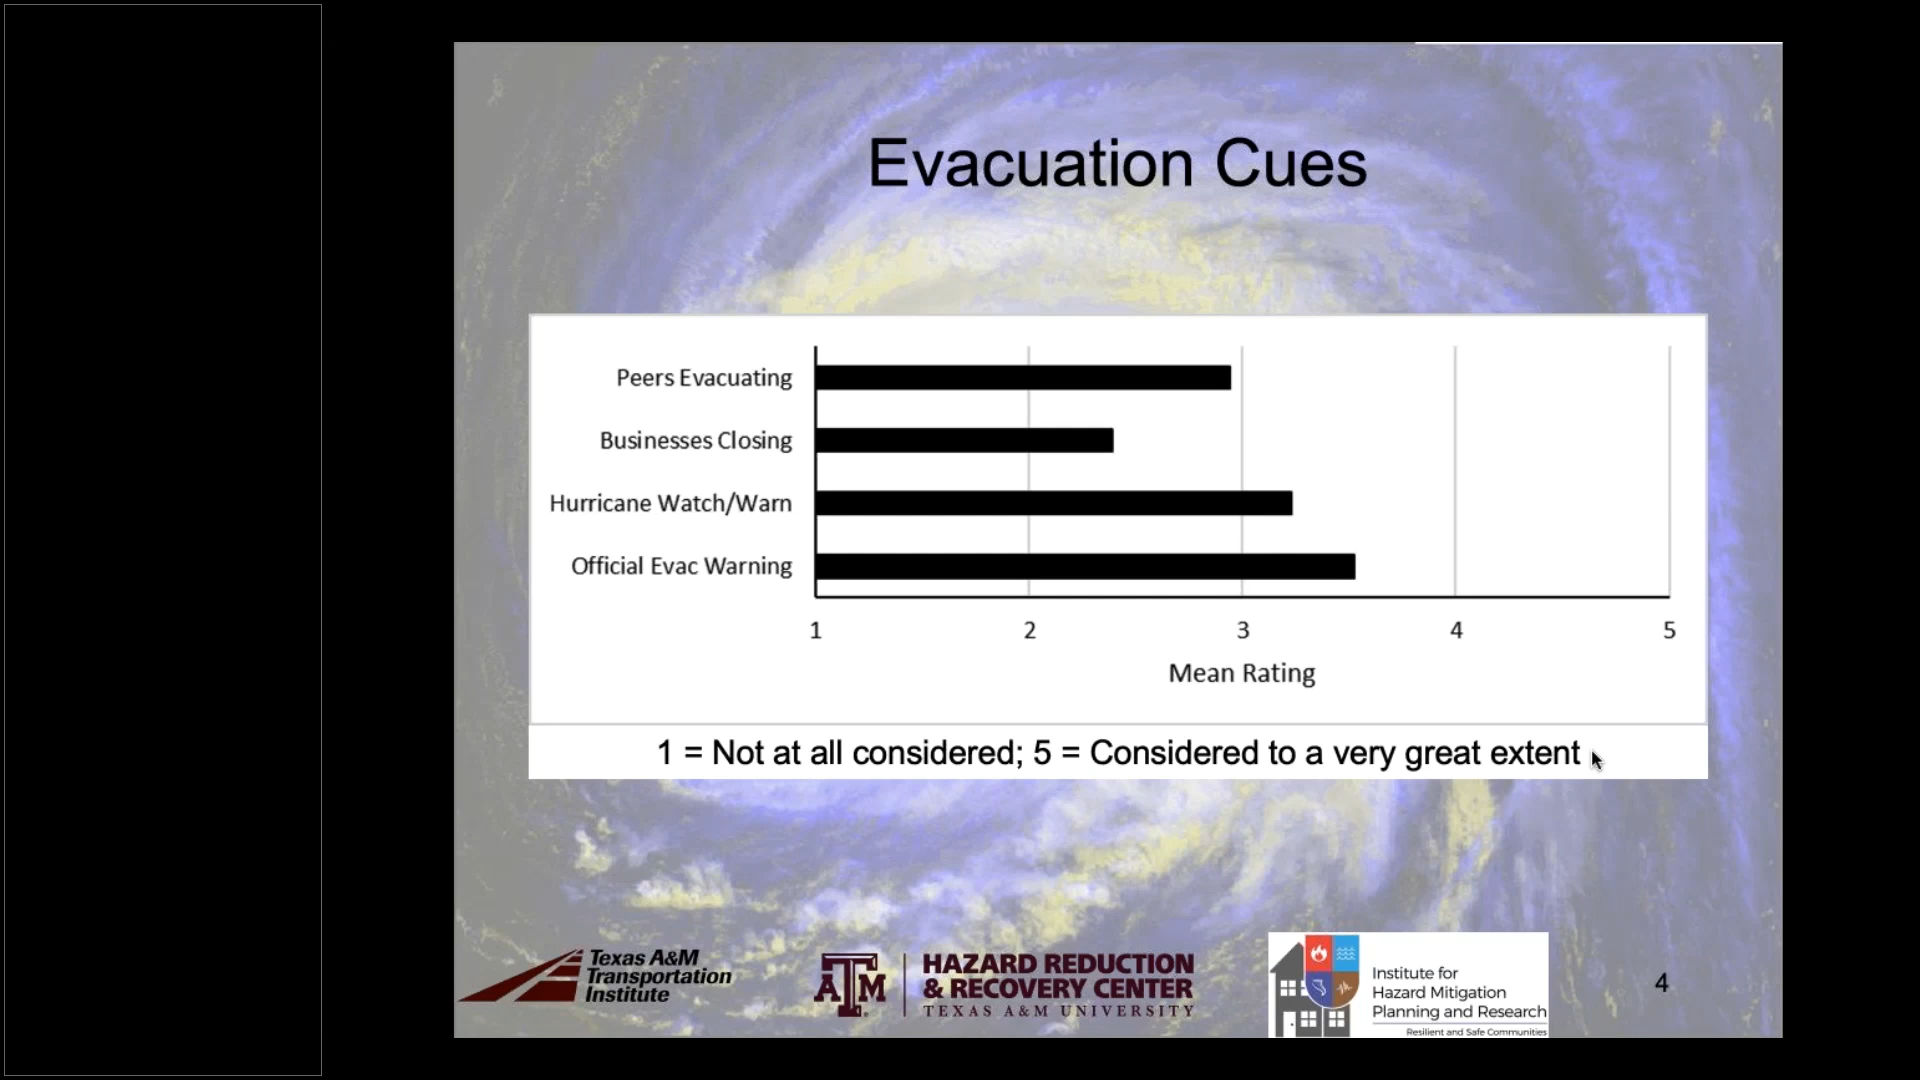 Evacuation Cues
Peers Evacuating
Businesses Closing
Hurricane Watch/Warn
Official Evac Warning
1 2 3 4 5
Mean Rating
1 = Not at all considered; 5 = Considered to a very great extent
Texas A&M
Transportation
Institute
ATM
HAZARD REDUCTION
& RECOVERY CENTER
TEXAS A&M UNIVERSITY
Institute for
Hazard Mitigation
Planning and Research
Resilient and Safe Communities
4